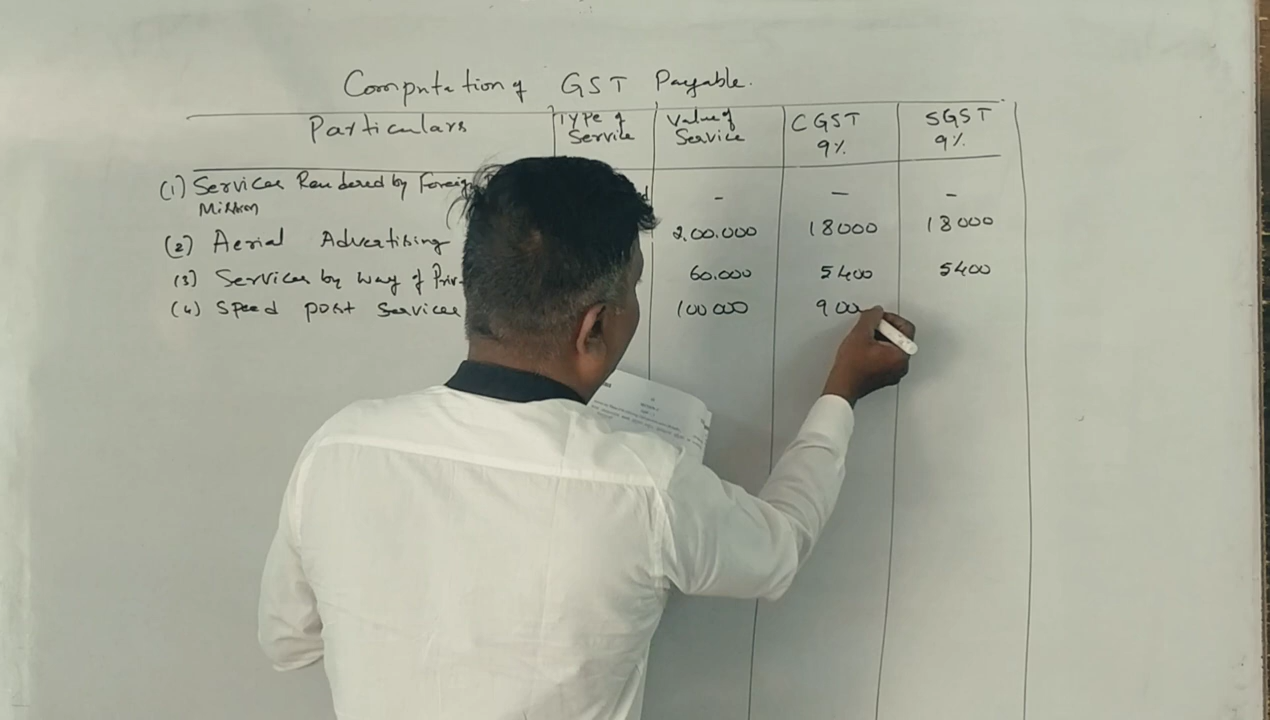 Computation of GST Payable.
Particulars Type of Service Value of Service CGST 9% SGST 9%
(1) Services Rendered by Foreign
Mission - - -
(2) Aerial Advertising 2,00,000 18000 18000
(3) Services by way of 60,000 5400 5400
(4) Speed post Services 100000